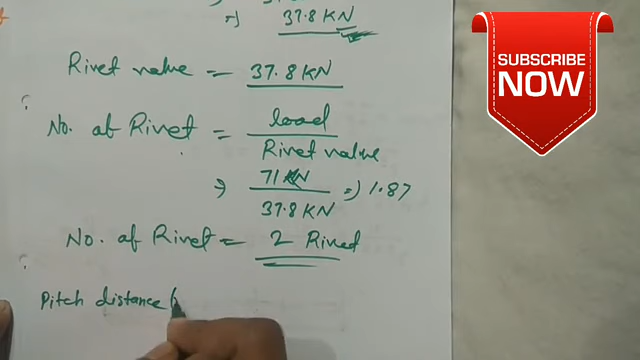 =) 37.8 KN
Rivet value = 37.8 KN
No. of Rivet = load
Rivet value
=) 71 KN
37.8 KN
=) 1.87
No. of Rivet = 2 Rived
Pitch distance (
SUBSCRIBE
NOW